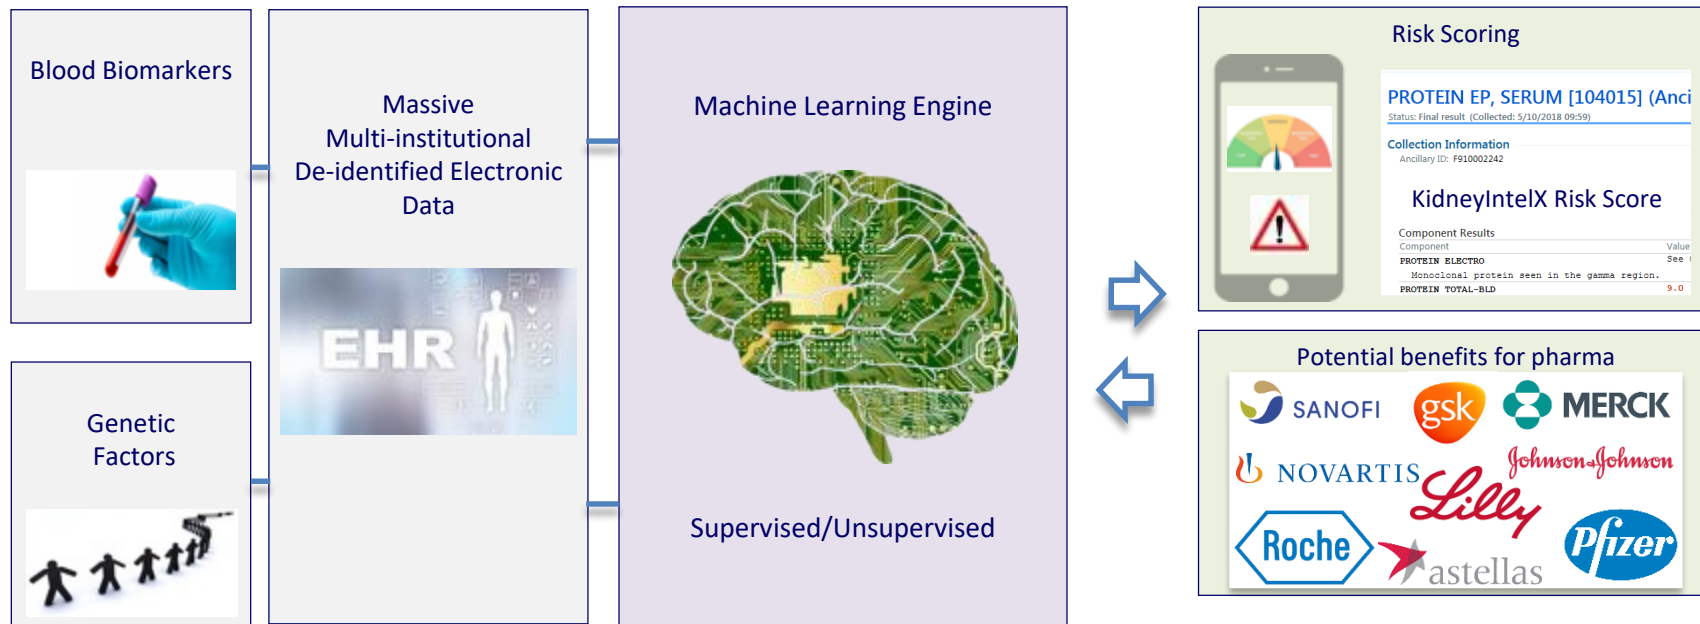 Blood Biomarkers
Genetic
Factors
Massive
Multi-institutional
De-identified Electronic
Data
EHR
Machine Learning Engine
Supervised/Unsupervised
Risk Scoring
PROTEIN EP, SERUM [104015] (Anci
Status: Final result (Collected: 5/10/2018 09:59)
Collection Information
Ancillary ID: F910002242
KidneyIntelX Risk Score
Component Results
Component Value
PROTEIN ELECTRO See
Monoclonal protein seen in the gamma region.
PROTEIN TOTAL-BLD 9.0
Potential benefits for pharma
SANOFI gsk MERCK
NOVARTIS Johnson & Johnson
Lilly
Roche astellas Pfizer